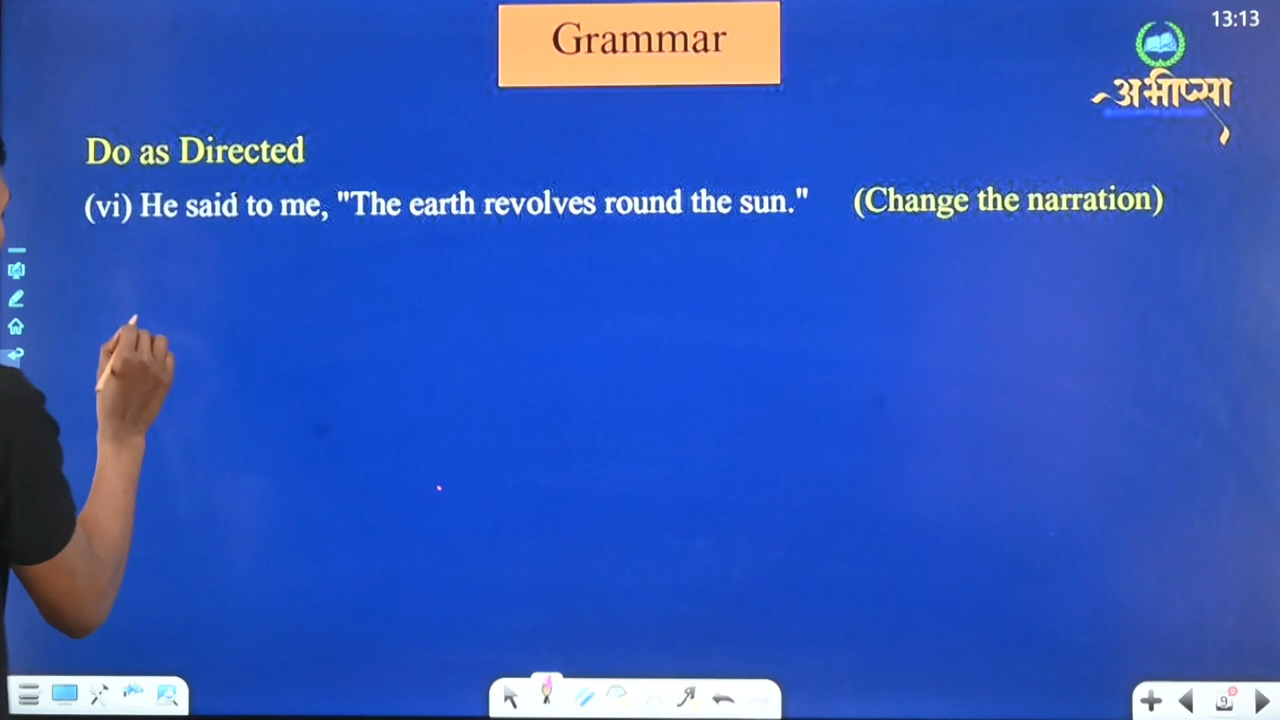 13:13
Grammar
अभीप्सा
Do as Directed
(vi) He said to me, "The earth revolves round the sun." (Change the narration)
9